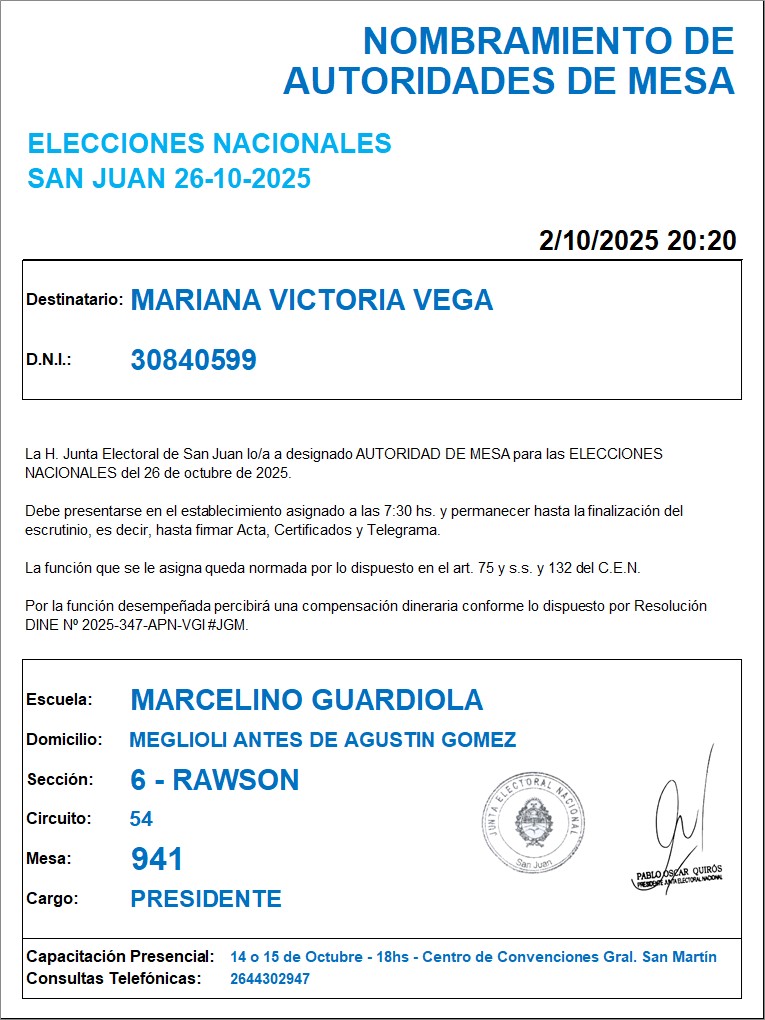 NOMBRAMIENTO DE
AUTORIDADES DE MESA
ELECCIONES NACIONALES
SAN JUAN 26-10-2025
2/10/2025 20:20
Destinatario: MARIANA VICTORIA VEGA
D.N.I.: 30840599
La H. Junta Electoral de San Juan lo/a a designado AUTORIDAD DE MESA para las ELECCIONES
NACIONALES del 26 de octubre de 2025.
Debe presentarse en el establecimiento asignado a las 7:30 hs. y permanecer hasta la finalización del
escrutinio, es decir, hasta firmar Acta, Certificados y Telegrama.
La función que se le asigna queda normada por lo dispuesto en el art. 75 y s.s. y 132 del C.E.N.
Por la función desempeñada percibirá una compensación dineraria conforme lo dispuesto por Resolución
DINE Nº 2025-347-APN-VGI#JGM.
Escuela: MARCELINO GUARDIOLA
Domicilio: MEGLIOLI ANTES DE AGUSTIN GOMEZ
Sección: 6 - RAWSON
Circuito: 54
Mesa: 941
Cargo: PRESIDENTE
JUNTA ELECTORAL NACIONAL
San Juan
PABLO OSCAR QUIRÓS
PRESIDENTE JUNTA ELECTORAL NACIONAL
Capacitación Presencial: 14 o 15 de Octubre - 18hs - Centro de Convenciones Gral. San Martín
Consultas Telefónicas: 2644302947